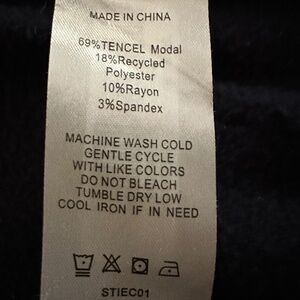 MADE IN CHINA
69%TENCEL Modal
18%Recycled
Polyester
10%Rayon
3%Spandex
MACHINE WASH COLD
GENTLE CYCLE
WITH LIKE COLORS
DO NOT BLEACH
TUMBLE DRY LOW
COOL IRON IF IN NEED
STIEC01